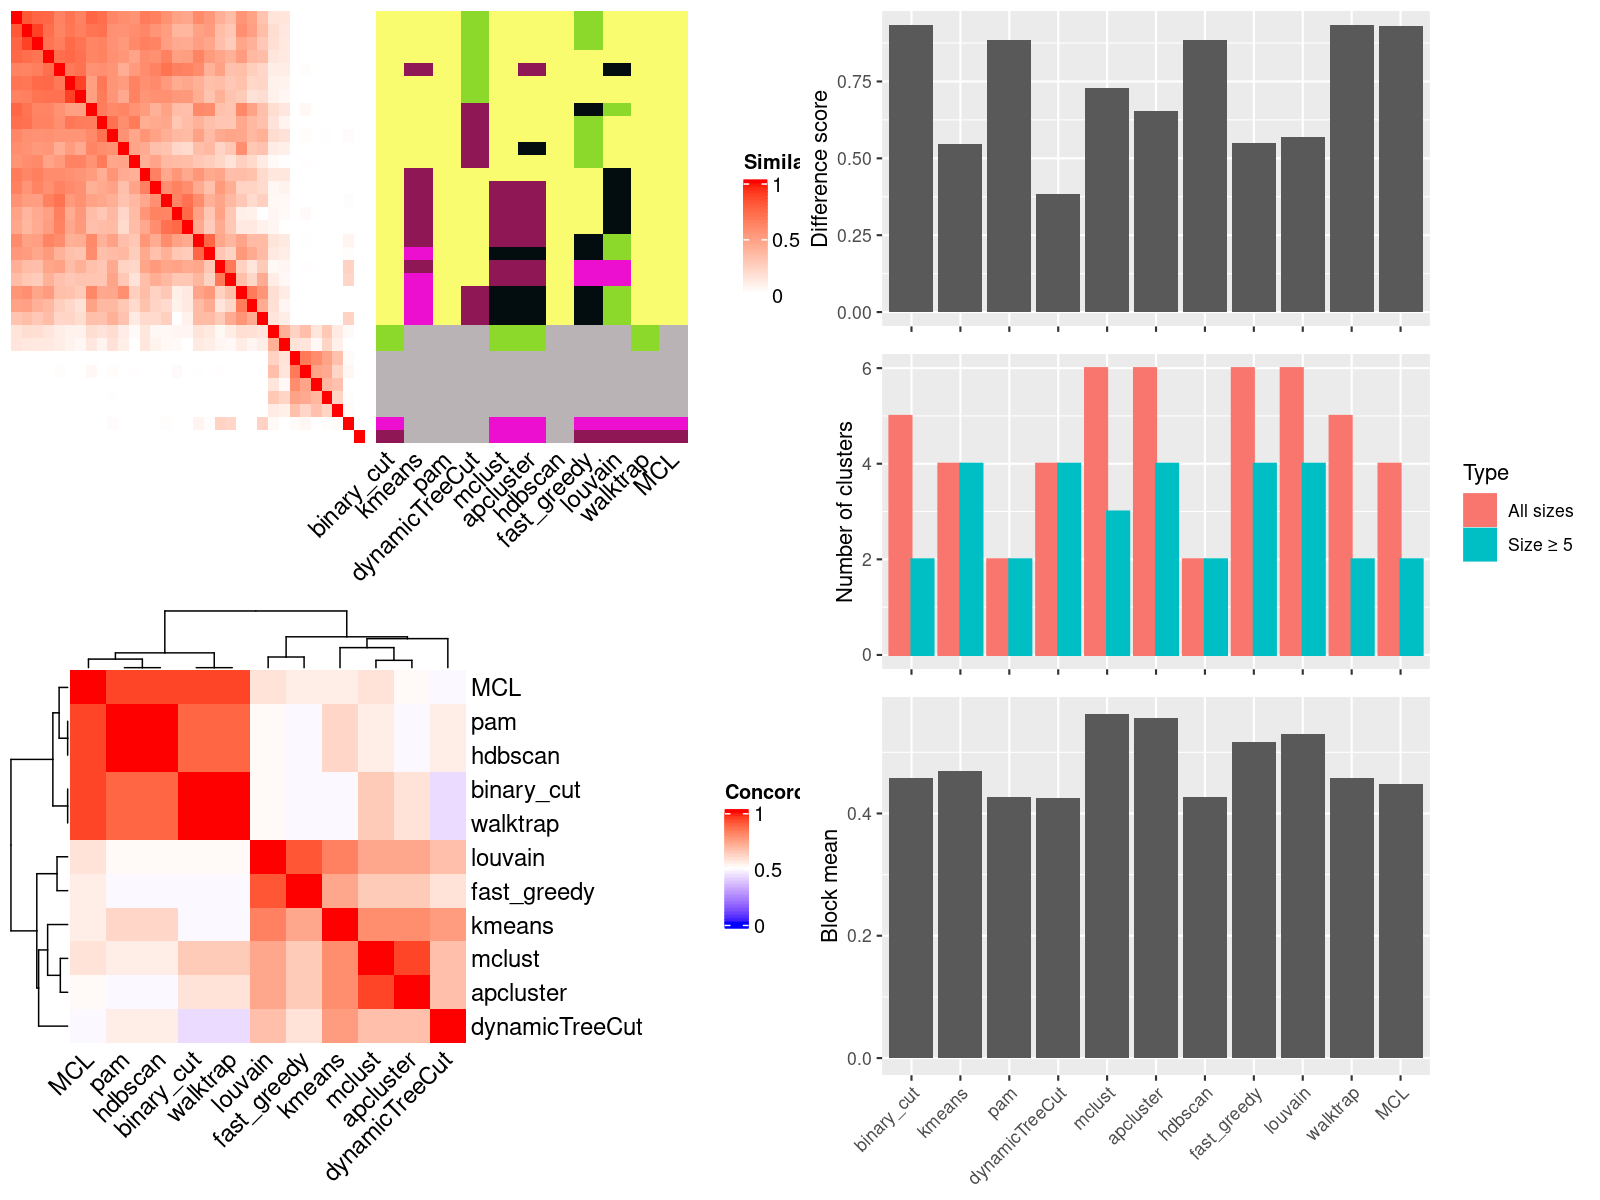 Simila
1
0.5
0
binary_cut
kmeans
pam
dynamicTreeCut
mclust
apcluster
hdbscan
fast_greedy
louvain
walktrap
MCL
MCL
pam
hdbscan
binary_cut
walktrap
louvain
fast_greedy
kmeans
mclust
apcluster
dynamicTreeCut
MCL
pam
hdbscan
binary_cut
walktrap
louvain
fast_greedy
kmeans
mclust
apcluster
dynamicTreeCut
Concord
1
0.5
0
Difference score
0.75
0.50
0.25
0.00
Number of clusters
6
4
2
0
Type
All sizes
Size ≥ 5
Block mean
0.4
0.2
0.0
binary_cut
kmeans
pam
dynamicTreeCut
mclust
apcluster
hdbscan
fast_greedy
louvain
walktrap
MCL